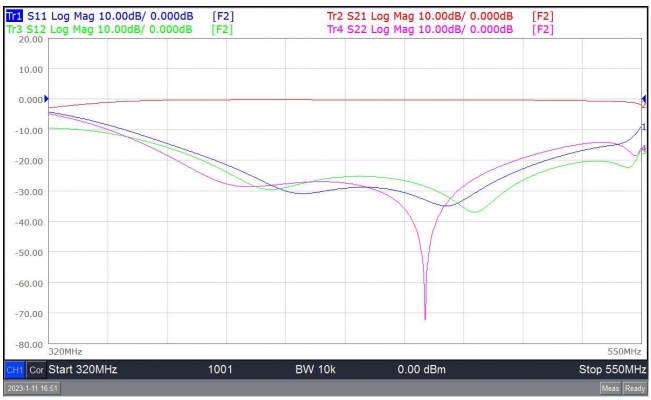 Tr1 S11 Log Mag 10.00dB/ 0.000dB [F2] Tr2 S21 Log Mag 10.00dB/ 0.000dB [F2]
Tr3 S12 Log Mag 10.00dB/ 0.000dB [F2] Tr4 S22 Log Mag 10.00dB/ 0.000dB [F2]
20.00
10.00
0.000
2
-10.00
1
4
-20.00
-30.00
-40.00
-50.00
-60.00
-70.00
-80.00
320MHz 550MHz
CH1 Cor Start 320MHz 1001 BW 10k 0.00 dBm Stop 550MHz
2023-1-11 16:51 Meas Ready